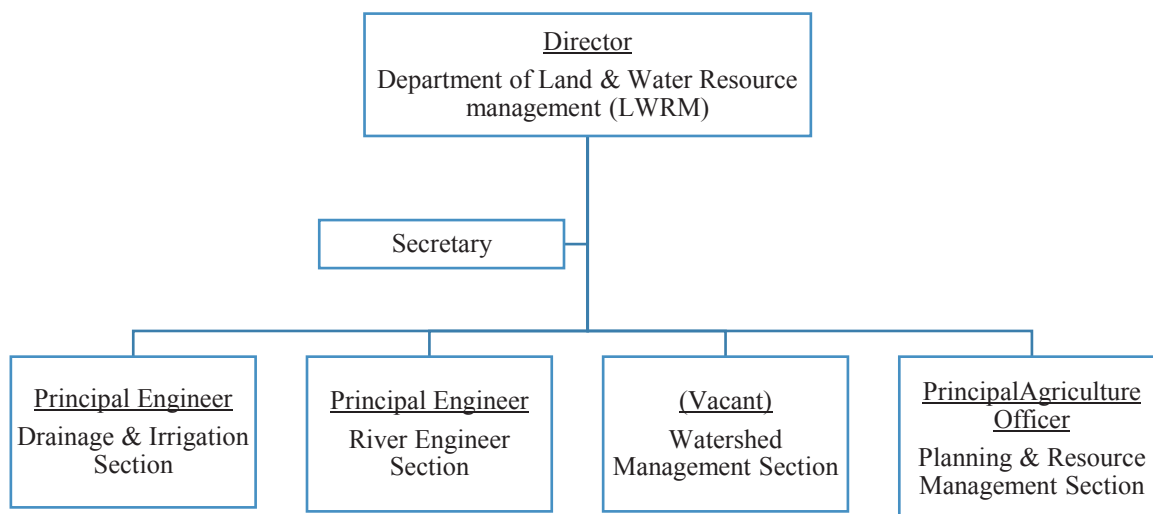 Director
Department of Land & Water Resource
management (LWRM)
Secretary
Principal Engineer
Drainage & Irrigation
Section
Principal Engineer
River Engineer
Section
(Vacant)
Watershed
Management Section
PrincipalAgriculture
Officer
Planning & Resource
Management Section